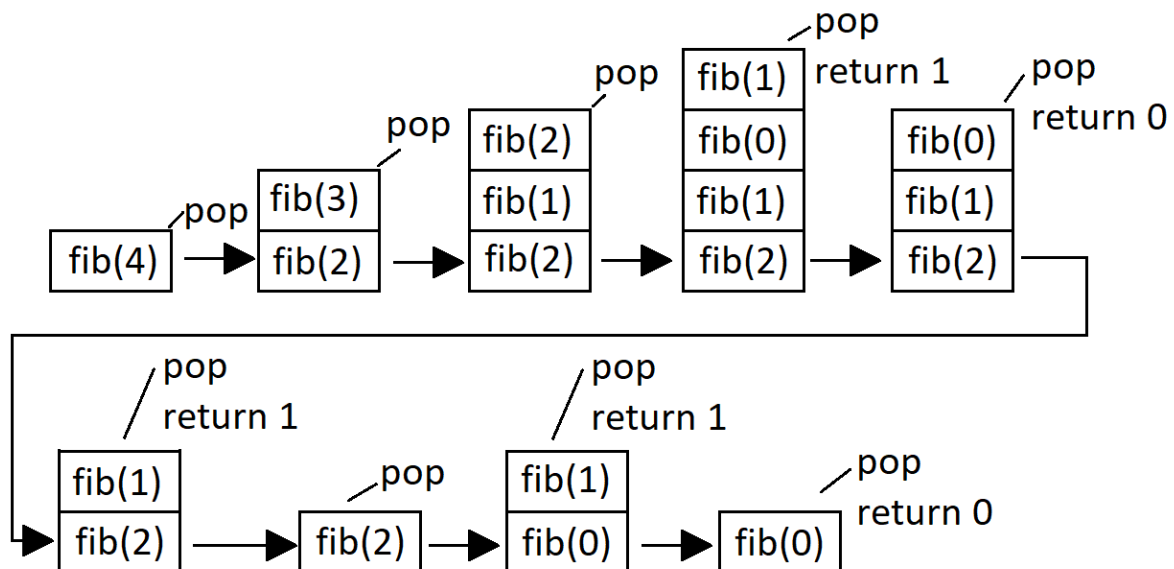 fib(4)
pop
fib(3)
fib(2)
pop
fib(2)
fib(1)
fib(2)
pop
fib(1)
fib(0)
fib(1)
fib(2)
pop
return 1
fib(0)
fib(1)
fib(2)
pop
return 0
fib(1)
fib(2)
pop
return 1
fib(2)
pop
fib(1)
fib(0)
pop
return 1
fib(0)
pop
return 0